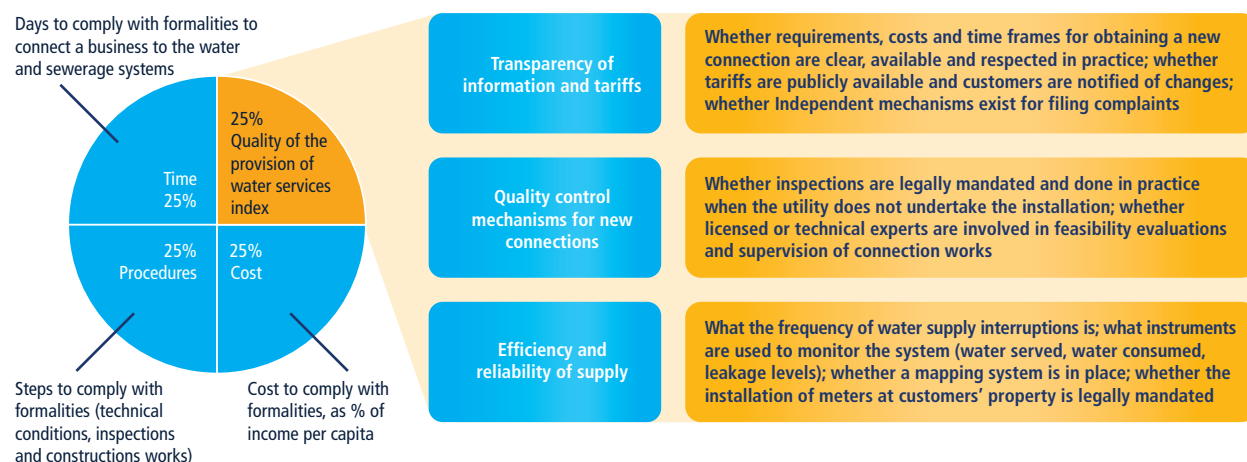 Days to comply with formalities to
connect a business to the water
and sewerage systems
Time
25%
25%
Quality of the
provision of
water services
index
25%
Procedures
25%
Cost
Steps to comply with
formalities (technical
conditions, inspections
and constructions works)
Cost to comply with
formalities, as % of
income per capita
Transparency of
information and tariffs
Whether requirements, costs and time frames for obtaining a new
connection are clear, available and respected in practice; whether
tariffs are publicly available and customers are notified of changes;
whether Independent mechanisms exist for filing complaints
Quality control
mechanisms for new
connections
Whether inspections are legally mandated and done in practice
when the utility does not undertake the installation; whether
licensed or technical experts are involved in feasibility evaluations
and supervision of connection works
Efficiency and
reliability of supply
What the frequency of water supply interruptions is; what instruments
are used to monitor the system (water served, water consumed,
leakage levels); whether a mapping system is in place; whether the
installation of meters at customers’ property is legally mandated